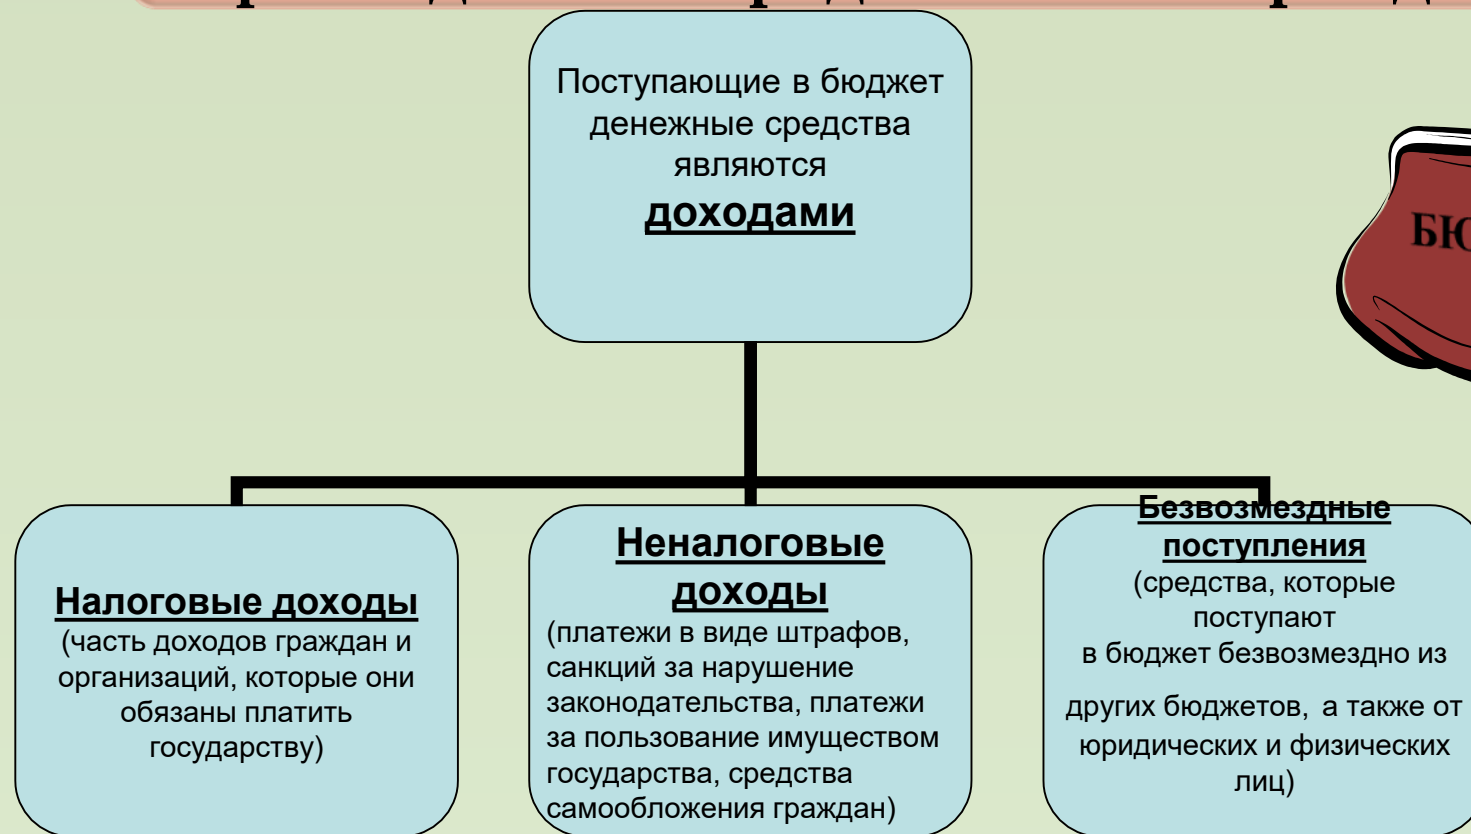 Поступающие в бюджет
денежные средства
являются
доходами
Налоговые доходы
(часть доходов граждан и
организаций, которые они
обязаны платить
государству)
Неналоговые
доходы
(платежи в виде штрафов,
санкций за нарушение
законодательства, платежи
за пользование имуществом
государства, средства
самообложения граждан)
Безвозмездные
поступления
(средства, которые
поступают
в бюджет безвозмездно из
других бюджетов, а также от
юридических и физических
лиц)